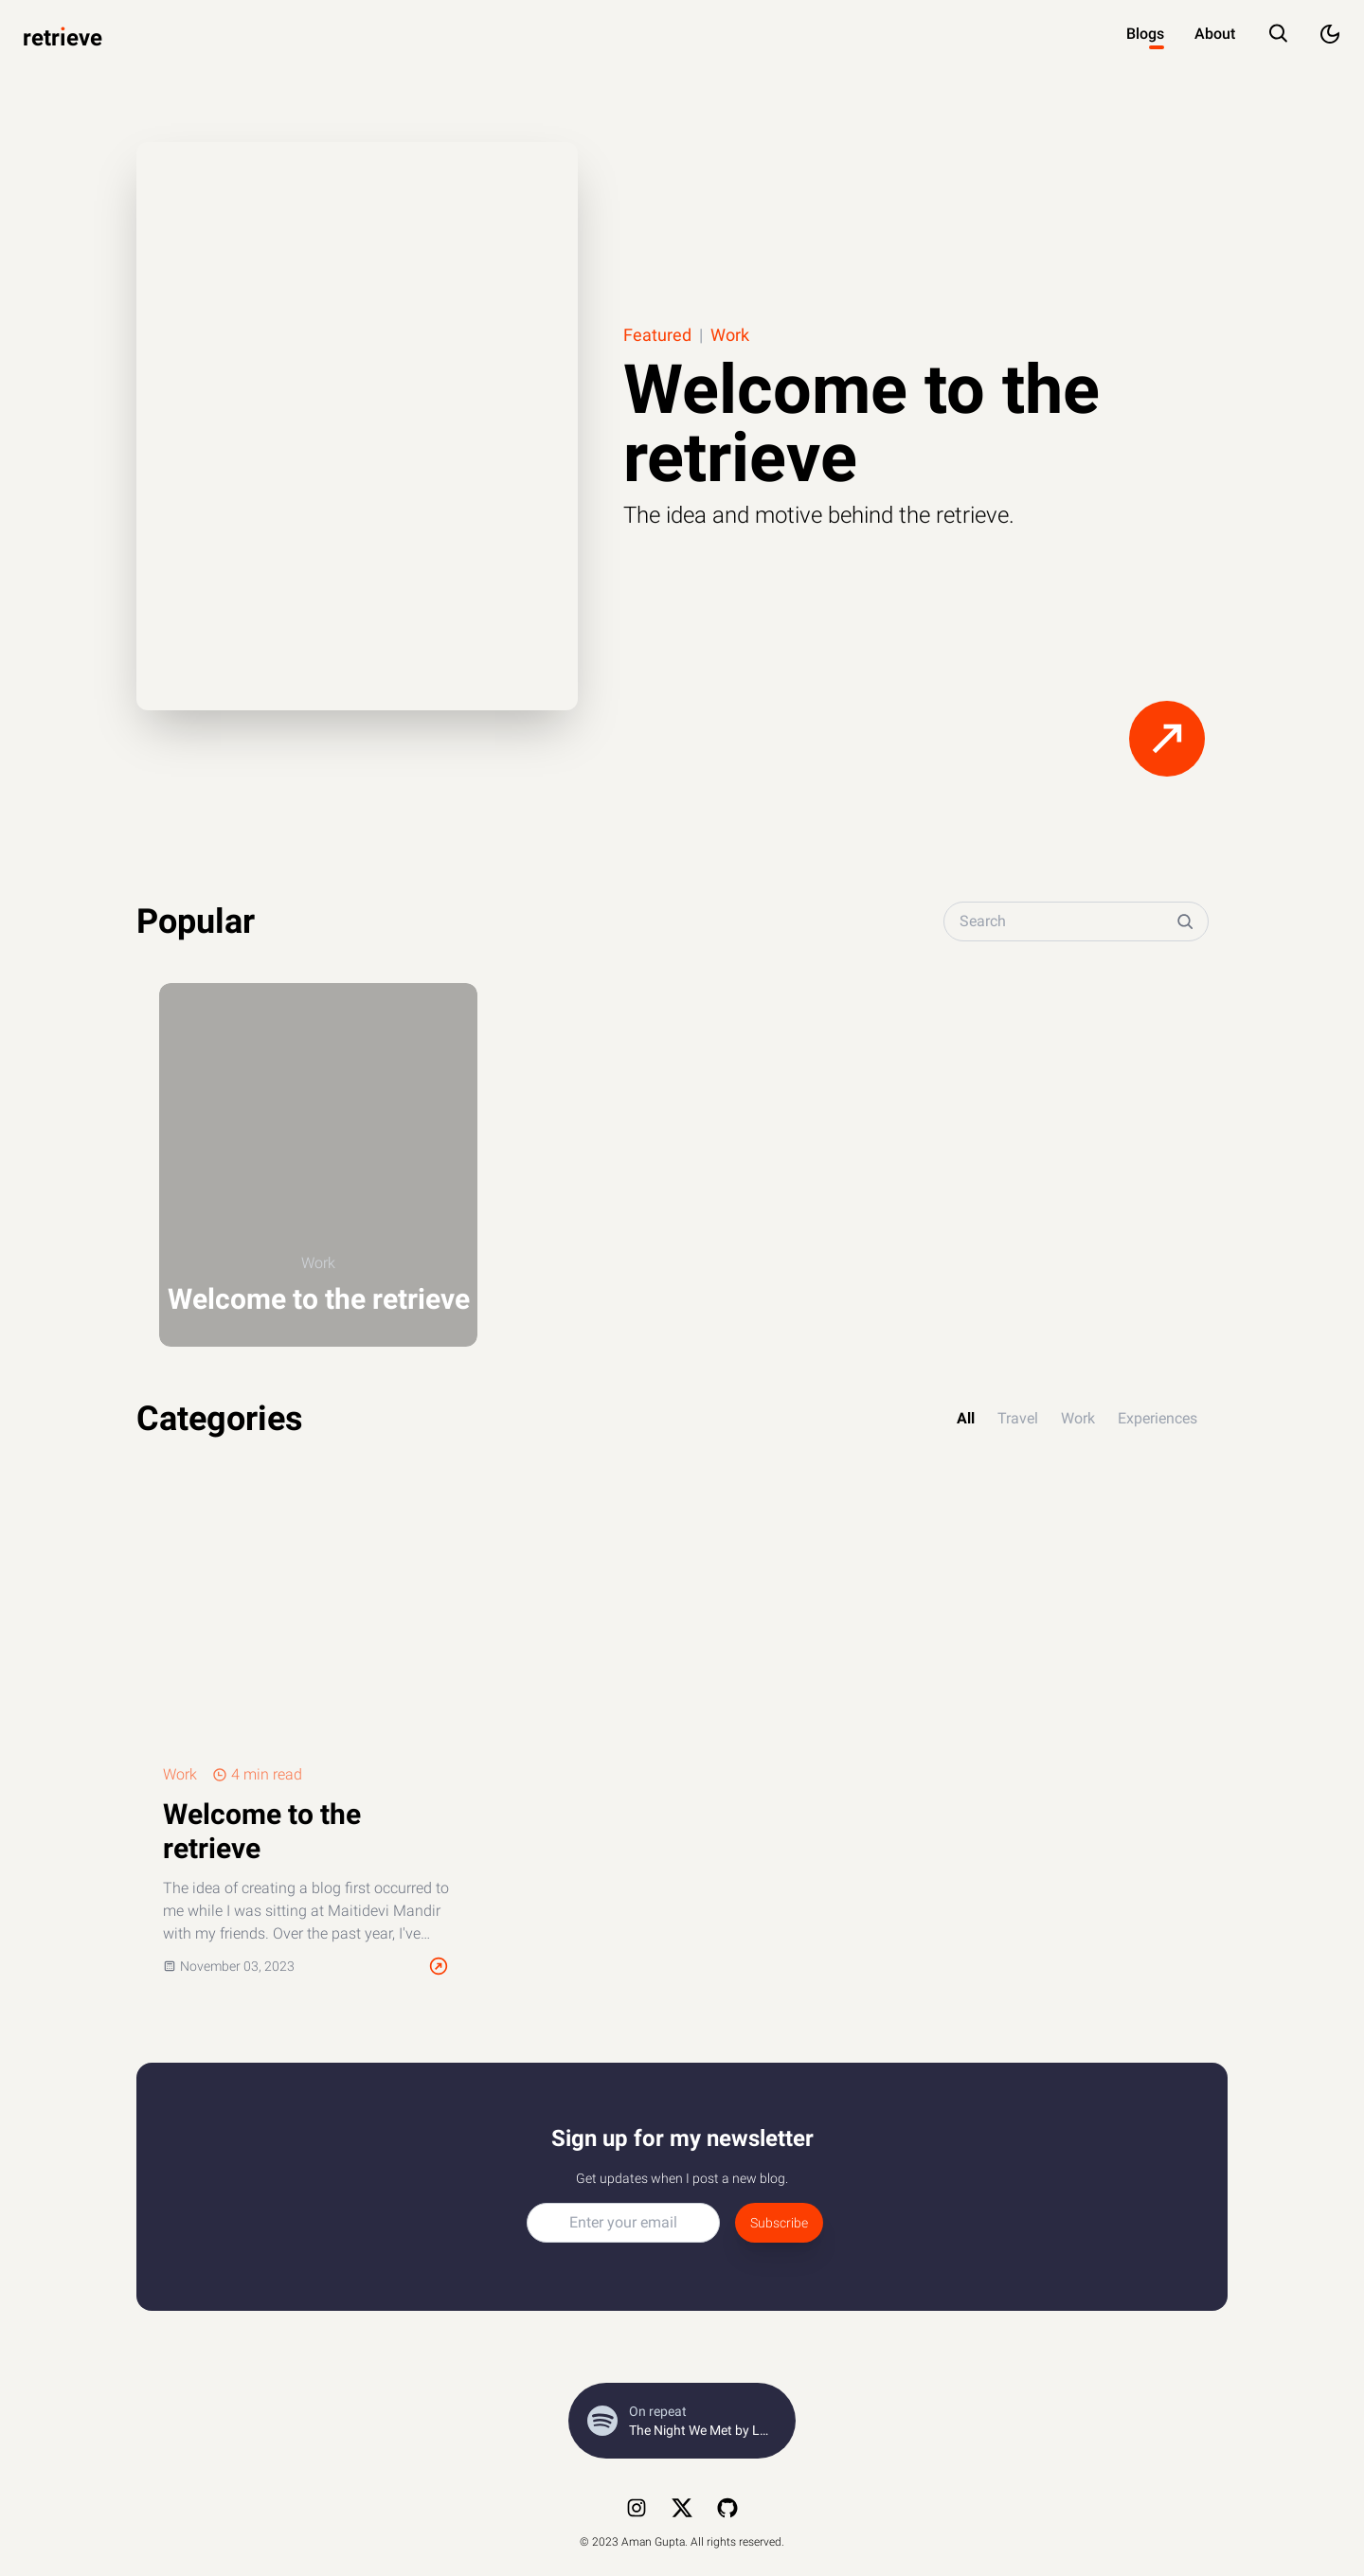 retrieve
Blogs
About
Featured | Work
Welcome to the
retrieve
The idea and motive behind the retrieve.
Popular
Search
Work
Welcome to the retrieve
Categories
All
Travel
Work
Experiences
Work
4 min read
Welcome to the
retrieve
The idea of creating a blog first occurred to
me while I was sitting at Maitidevi Mandir
with my friends. Over the past year, I've...
November 03, 2023
Sign up for my newsletter
Get updates when I post a new blog.
Enter your email
Subscribe
On repeat
The Night We Met by L...
© 2023 Aman Gupta. All rights reserved.